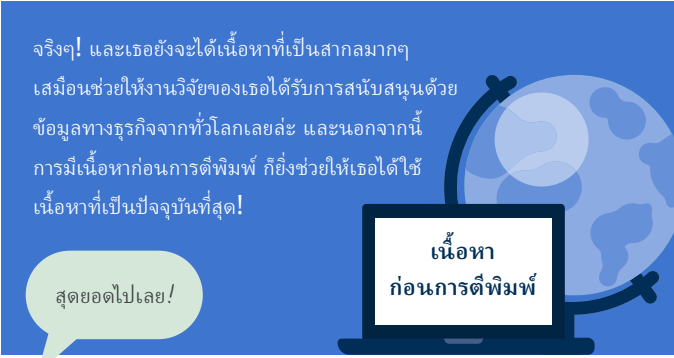 จริงๆ! และเธอยังจะได้เนื้อหาที่เป็นสากลมากๆ
เสมือนช่วยให้งานวิจัยของเธอได้รับการสนับสนุนด้วย
ข้อมูลทางธุรกิจจากทั่วโลกเลยล่ะ และนอกจากนี้
การมีเนื้อหาก่อนการตีพิมพ์ ก็ยิ่งช่วยให้เธอได้ใช้
เนื้อหาที่เป็นปัจจุบันที่สุด!
เนื้อหา
ก่อนการตีพิมพ์
สุดยอดไปเลย!